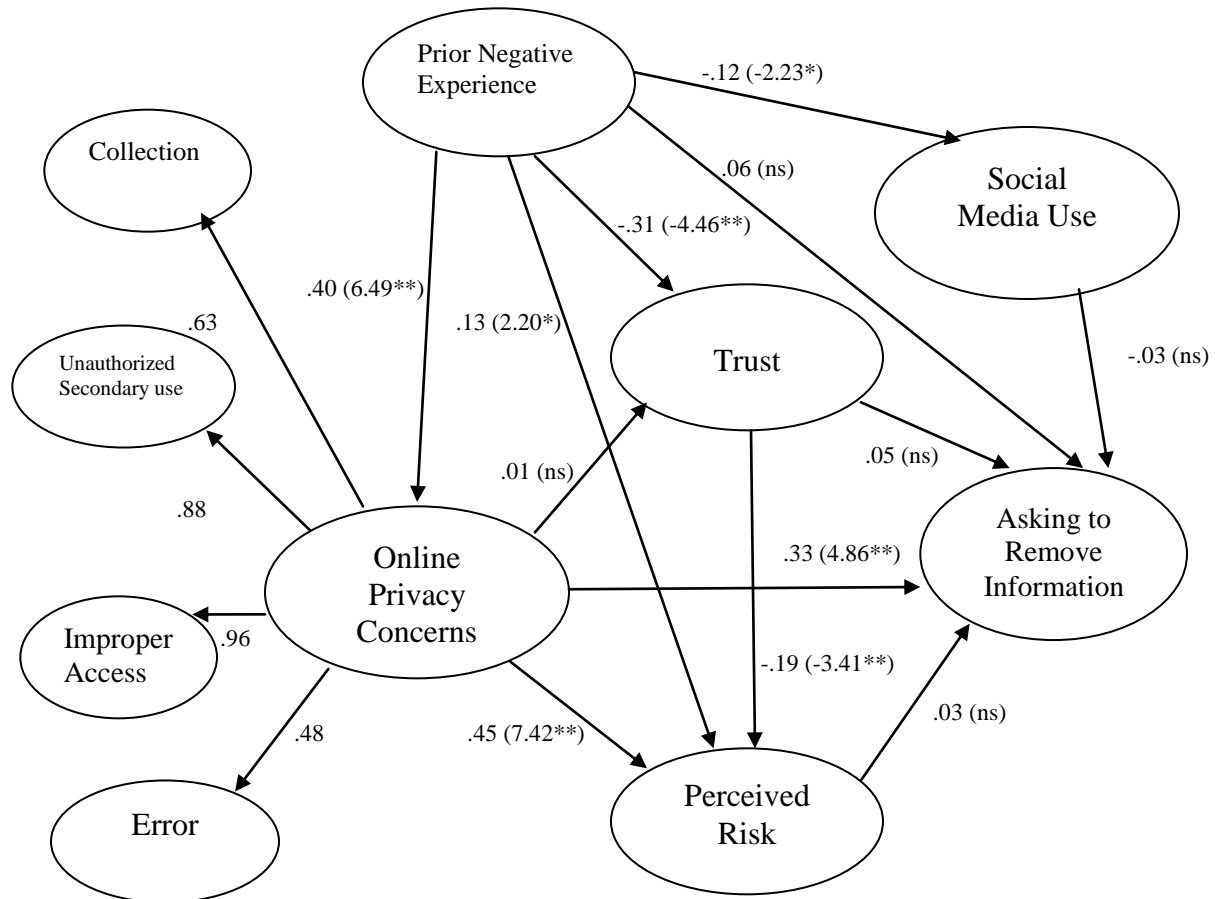 Prior Negative
Experience
-.12 (-2.23*)
Collection
.06 (ns)
Social
Media Use
-.31 (-4.46**)
.40 (6.49**)
.63
.13 (2.20*)
Unauthorized
Secondary use
Trust
-.03 (ns)
.01 (ns)
.05 (ns)
.88
Online
Privacy
Concerns
.33 (4.86**)
Asking to
Remove
Information
Improper
Access
.96
-.19 (-3.41**)
.03 (ns)
.48
.45 (7.42**)
Error
Perceived
Risk